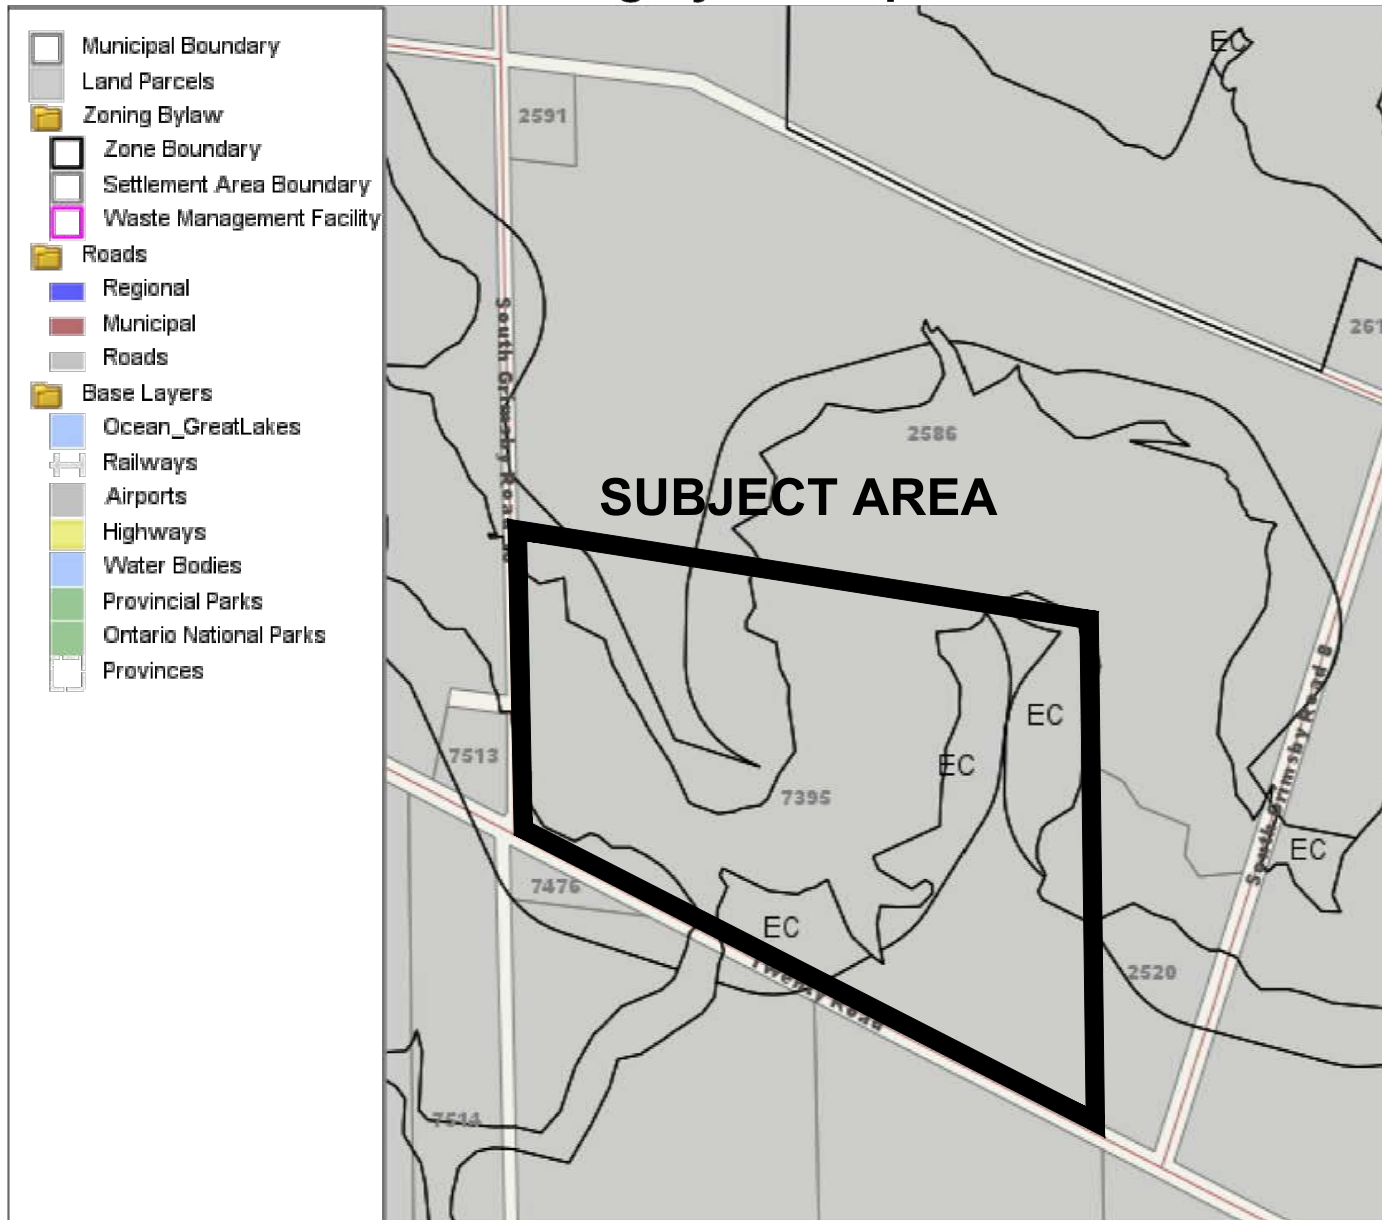 Municipal Boundary
Land Parcels
Zoning Bylaw
Zone Boundary
Settlement Area Boundary
Waste Management Facility
Roads
Regional
Municipal
Roads
Base Layers
Ocean_GreatLakes
Railways
Airports
Highways
Water Bodies
Provincial Parks
Ontario National Parks
Provinces
EC
2591
261
South Grimsby Road
2586
SUBJECT AREA
South Grimsby Road 8
EC
7513
EC
7395
EC
7476
EC
2520
Twenty Road
7514